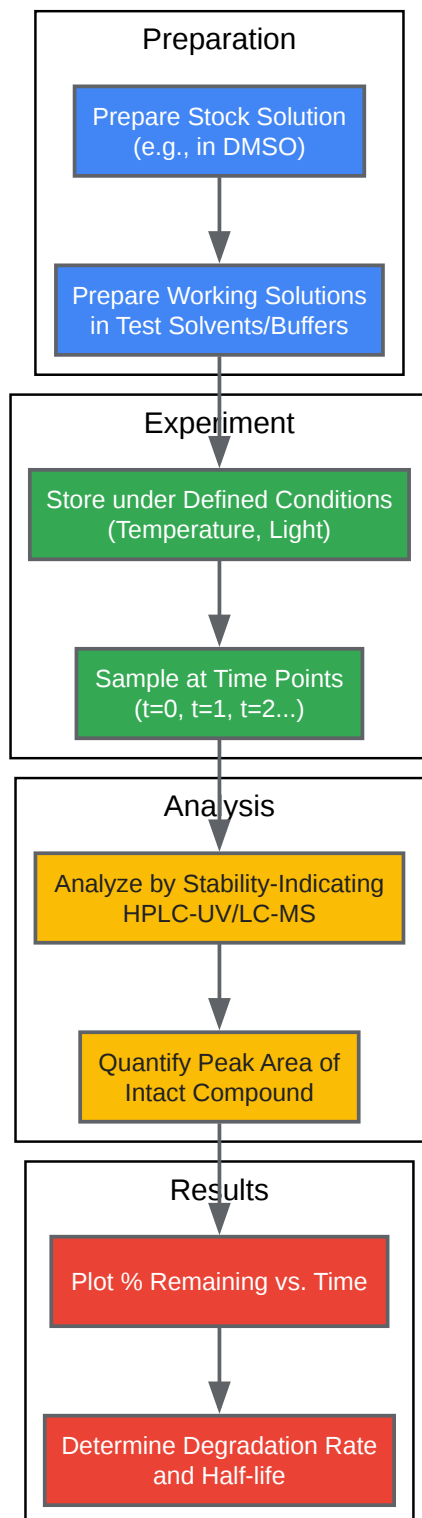 Preparation
Prepare Stock Solution
(e.g., in DMSO)
Prepare Working Solutions
in Test Solvents/Buffers
Experiment
Store under Defined Conditions
(Temperature, Light)
Sample at Time Points
(t=0, t=1, t=2...)
Analysis
Analyze by Stability-Indicating
HPLC-UV/LC-MS
Quantify Peak Area of
Intact Compound
Results
Plot % Remaining vs. Time
Determine Degradation Rate
and Half-life